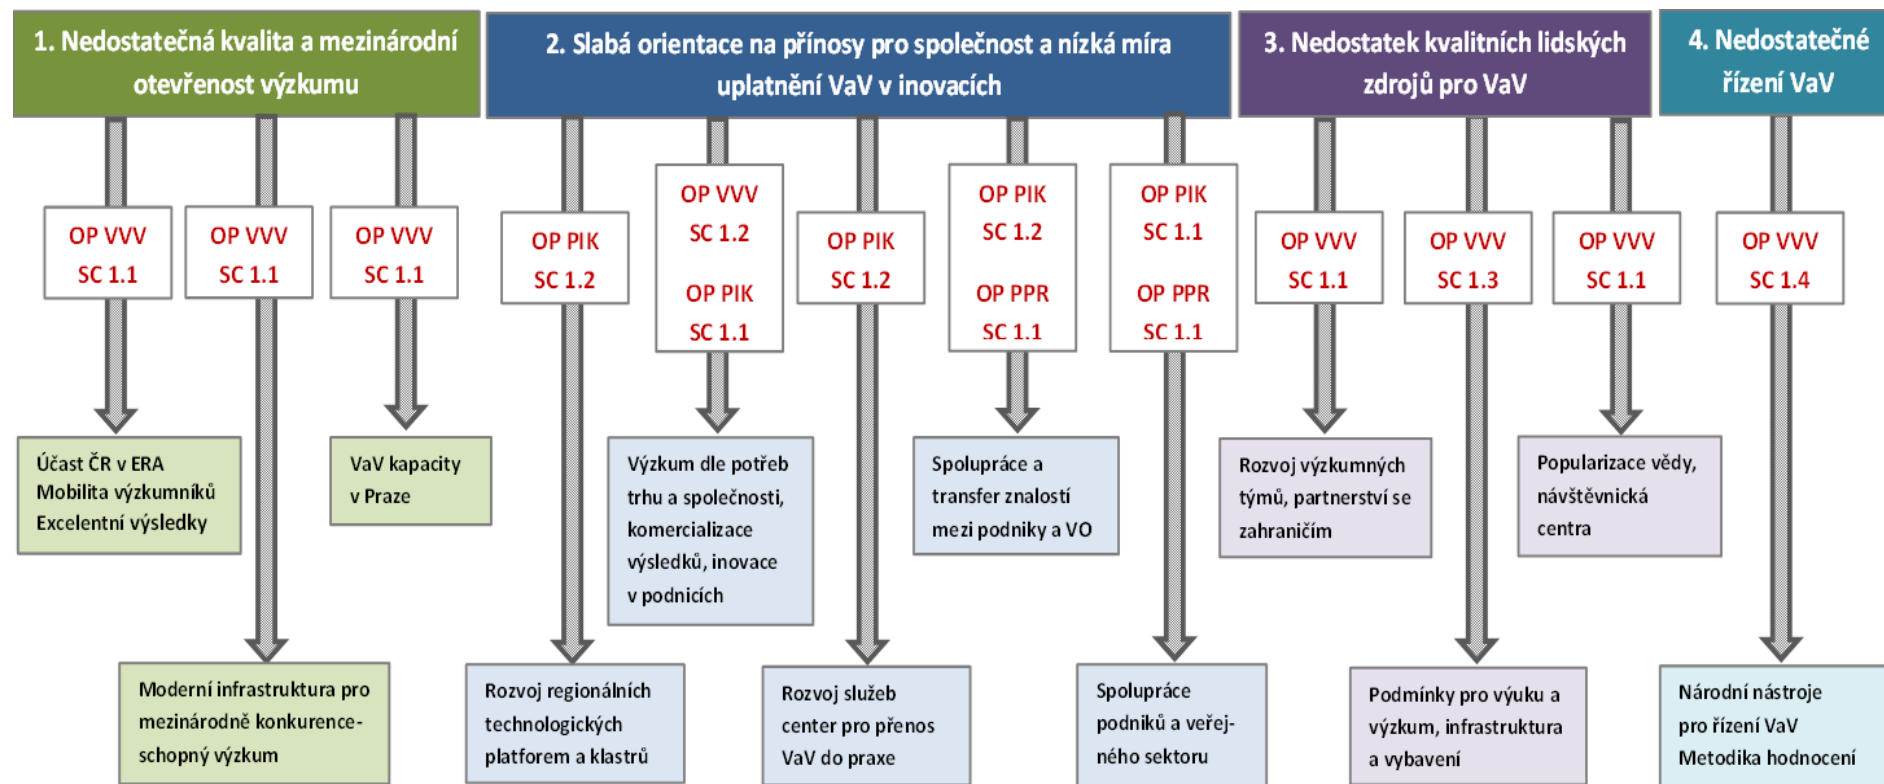 1. Nedostatečná kvalita a mezinárodní
otevřenost výzkumu
2. Slabá orientace na přínosy pro společnost a nízká míra
uplatnění VaV v inovacích
3. Nedostatek kvalitních lidských
zdrojů pro VaV
4. Nedostatečné
řízení VaV
OP VVV
SC 1.1
OP VVV
SC 1.1
OP VVV
SC 1.1
OP PIK
SC 1.2
OP VVV
SC 1.2
OP PIK
SC 1.1
OP PIK
SC 1.2
OP PIK
SC 1.2
OP PPR
SC 1.1
OP PIK
SC 1.1
OP PPR
SC 1.1
OP VVV
SC 1.1
OP VVV
SC 1.3
OP VVV
SC 1.1
OP VVV
SC 1.4
Účast ČR v ERA
Mobilita výzkumníků
Excelentní výsledky
VaV kapacity
v Praze
Výzkum dle potřeb
trhu a společnosti,
komercializace
výsledků, inovace
v podnicích
Spolupráce a
transfer znalostí
mezi podniky a VO
Rozvoj výzkumných
týmů, partnerství se
zahraničím
Popularizace vědy,
návštěvnická
centra
Moderní infrastruktura pro
mezinárodně konkurence-
schopný výzkum
Rozvoj regionálních
technologických
platforem a klastrů
Rozvoj služeb
center pro přenos
VaV do praxe
Spolupráce
podniků a veřej-
ného sektoru
Podmínky pro výuku a
výzkum, infrastruktura
a vybavení
Národní nástroje
pro řízení VaV
Metodika hodnocení